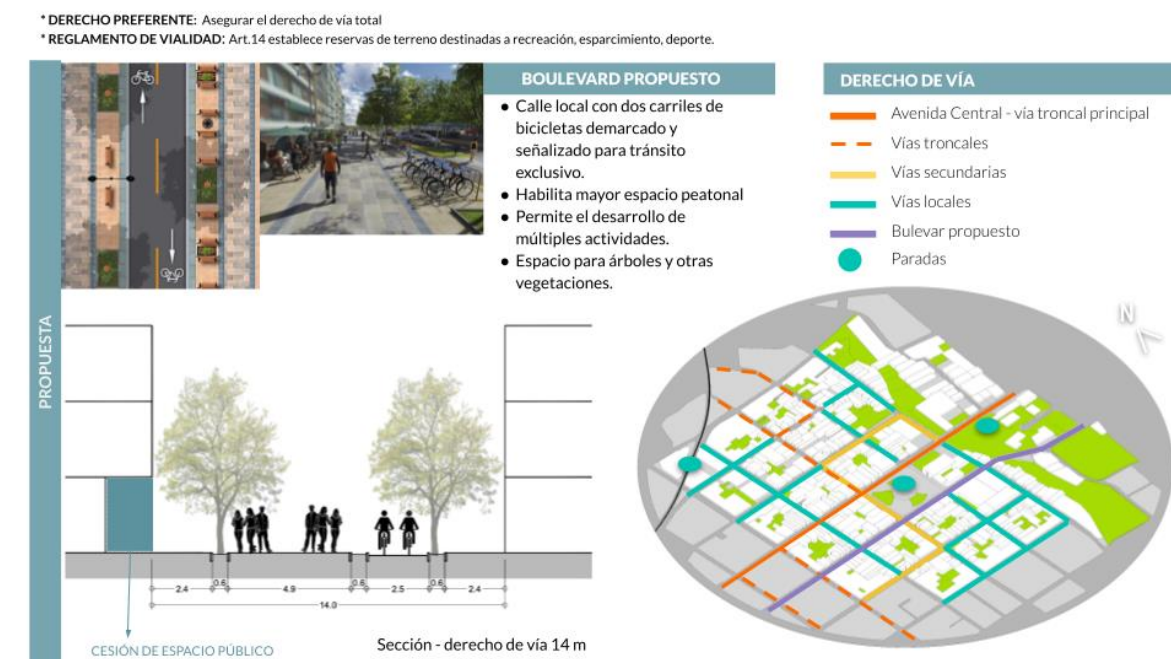 * DERECHO PREFERENTE: Asegurar el derecho de vía total
* REGLAMENTO DE VIALIDAD: Art.14 establece reservas de terreno destinadas a recreación, esparcimiento, deporte.
PROPUESTA
BOULEVARD PROPUESTO
● Calle local con dos carriles de
bicicletas demarcado y
señalizado para tránsito
exclusivo.
● Habilita mayor espacio peatonal
● Permite el desarrollo de
múltiples actividades.
● Espacio para árboles y otras
vegetaciones.
DERECHO DE VÍA
Avenida Central - vía troncal principal
Vías troncales
Vías secundarias
Vías locales
Bulevar propuesto
Paradas
N
2.4 0.6 4.9 0.6 2.5 0.6 2.4
14.0
CESIÓN DE ESPACIO PÚBLICO
Sección - derecho de vía 14 m